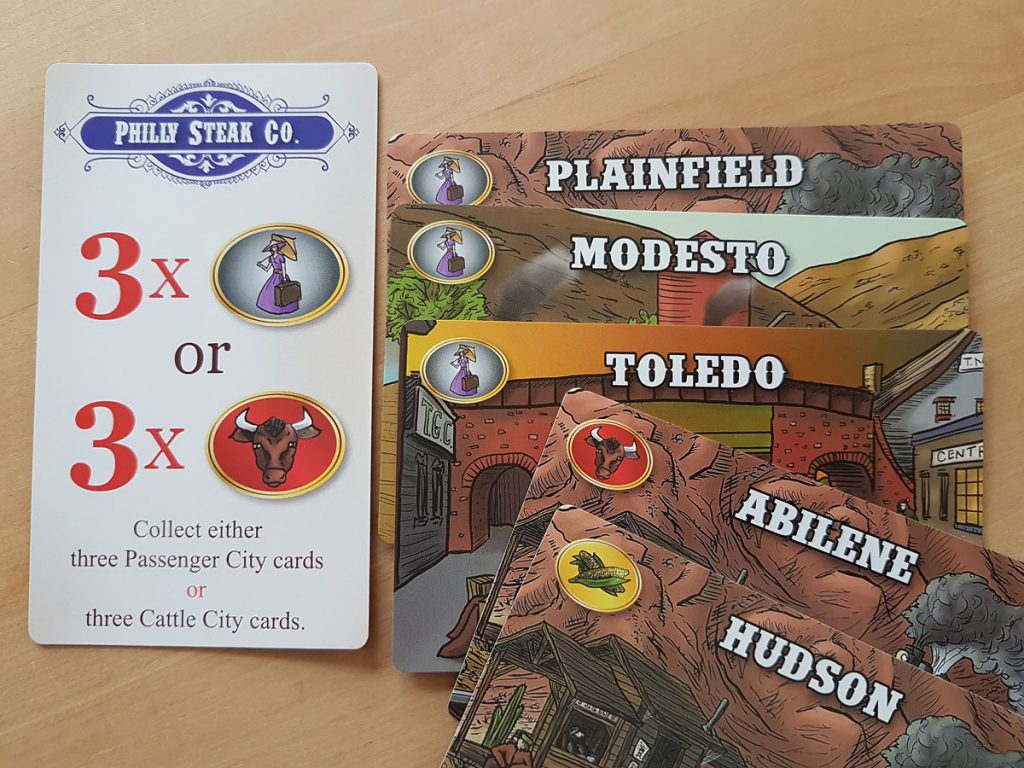 PHILLY STEAK CO.
3x
or
3x
Collect either
three Passenger City cards
or
three Cattle City cards.
PLAINFIELD
MODESTO
TOLEDO
T.G.C.
CENTR
ABILENE
HUDSON